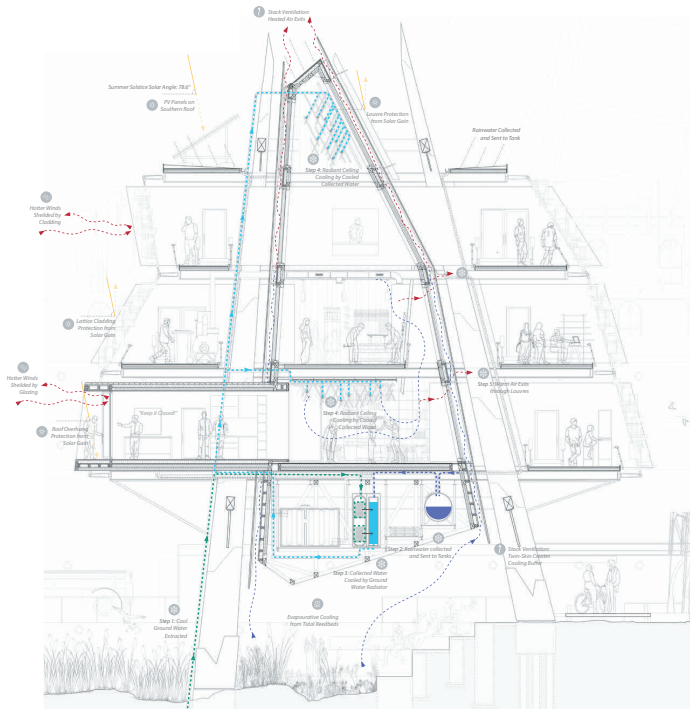 Stack Ventilation:
Heated Air Exits
Summer Solstice Solar Angle: 78.6°
PV Panels on
Southern Roof
Louvre Protection
from Solar Gain
Rainwater Collected
and Sent to Tank
Step 4: Radiant Ceiling
Cooling by Cooled
Collected Water
Hotter Winds
Shielded by
Cladding
Lattice Cladding
Protection from
Solar Gain
Hotter Winds
Shielded by
Glazing
Step 5: Warm Air Exits
through Louvres
"Keep it Closed"
Step 4: Radiant Ceiling
Cooling by Cooled
Collected Water
Roof Overhang
Protection from
Solar Gain
Step 2: Rainwater collected
and Sent to Tanks
Stack Ventilation:
Twin-Skin Creates
Cooling Buffer
Step 3: Collected Water
Cooled by Ground
Water Radiator
Step 1: Cool
Ground Water
Extracted
Evapourative Cooling
from Tidal Reedbeds